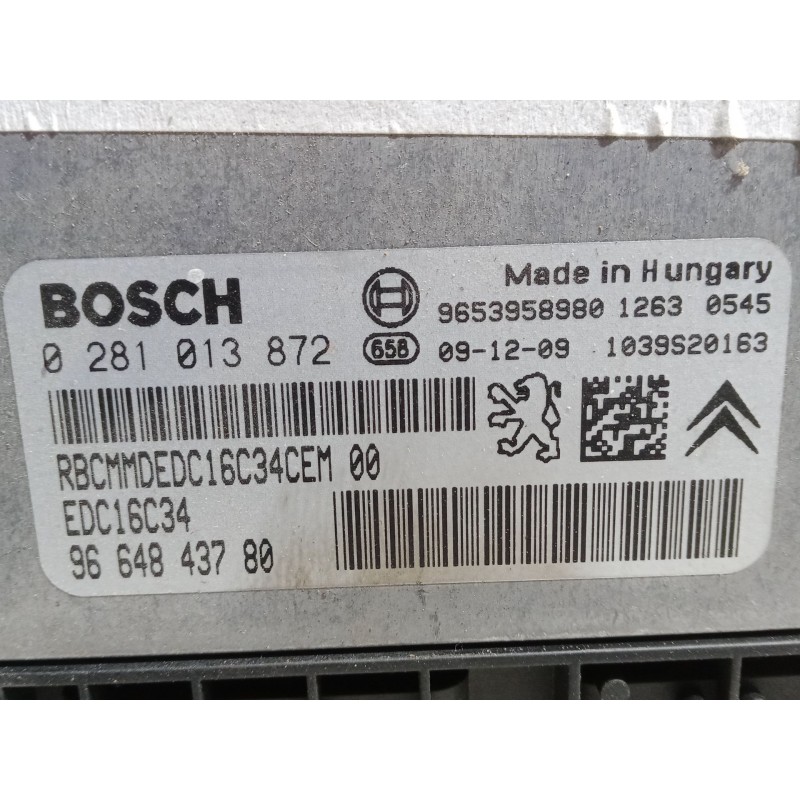 BOSCH
Made in Hungary
9653958980 1263 0545
0 281 013 872
658
09-12-09 1039S20163
RBCMMDEDC16C34CEM 00
EDC16C34
96 648 437 80